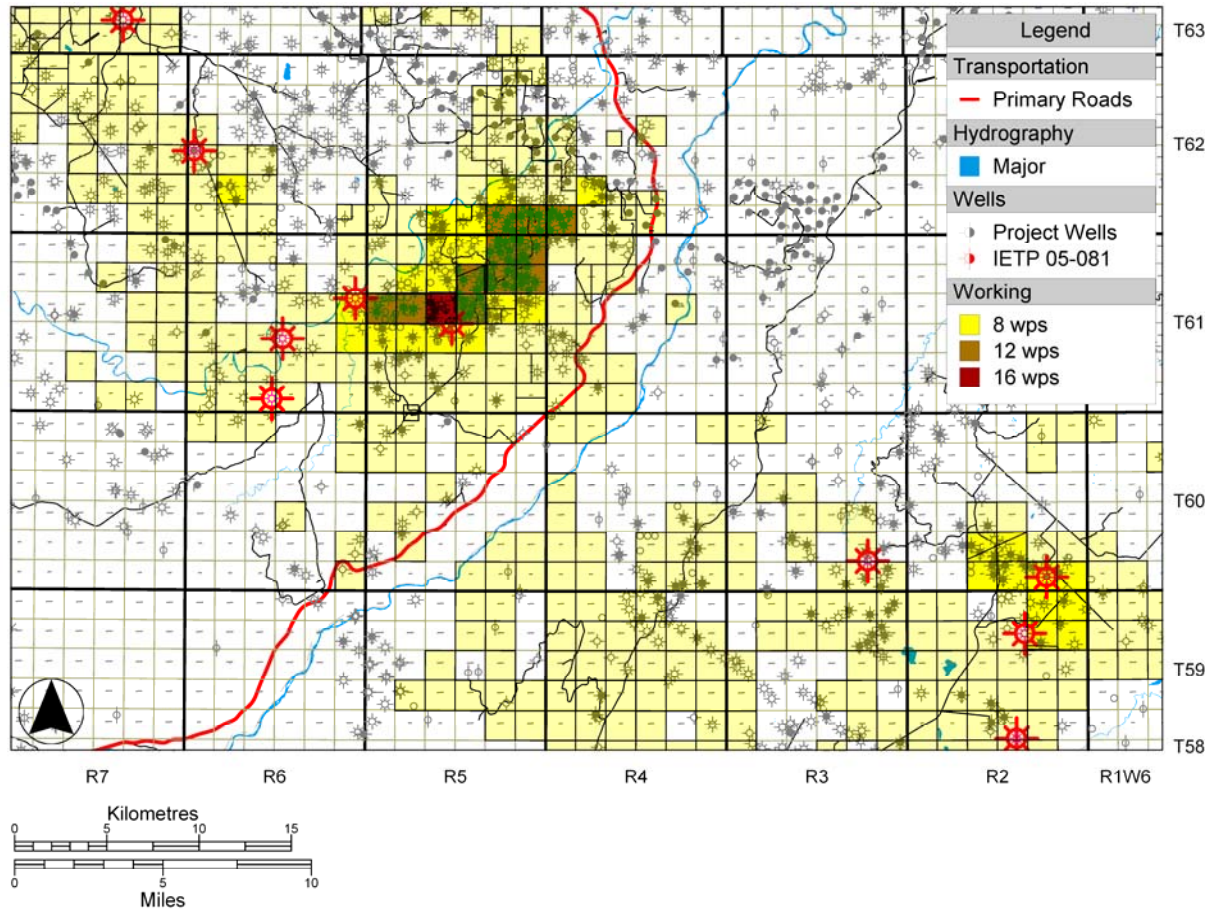 Legend
Transportation
Primary Roads
Hydrography
Major
Wells
Project Wells
IETP 05-081
Working
8 wps
12 wps
16 wps
T63
T62
T61
T60
T59
T58
R7 R6 R5 R4 R3 R2 R1W6
Kilometres
0 5 10 15
0 5 10
Miles